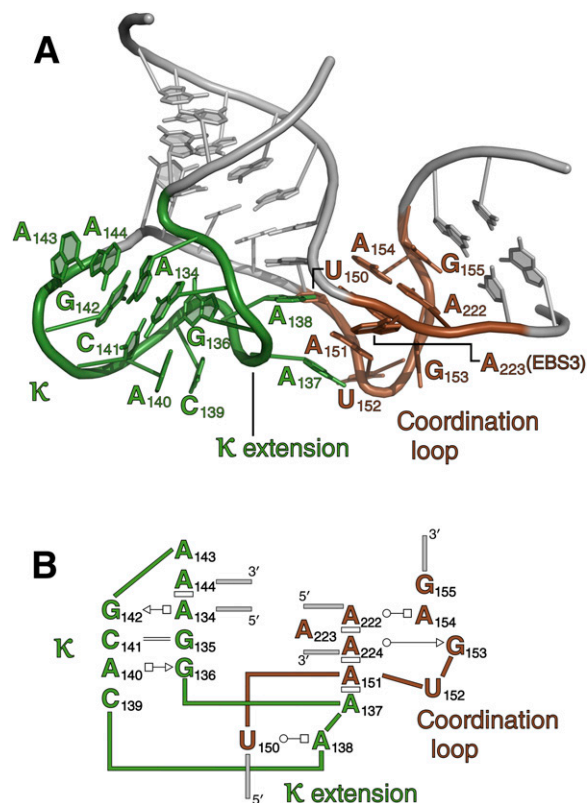 A
A143
A144
A134
G142
C141
G136
A138
κ
A140
C139
A137
κ extension
A154
G155
U150
A222
A151
A223(EBS3)
G153
U152
Coordination
loop
B
A143
3′
A144
3′
G155
G142
A134
5′
5′
A222
A154
κ
C141
G135
A223
A224
G153
A140
G136
3′
A151
U152
C139
A137
Coordination
loop
U150
A138
5′
κ extension